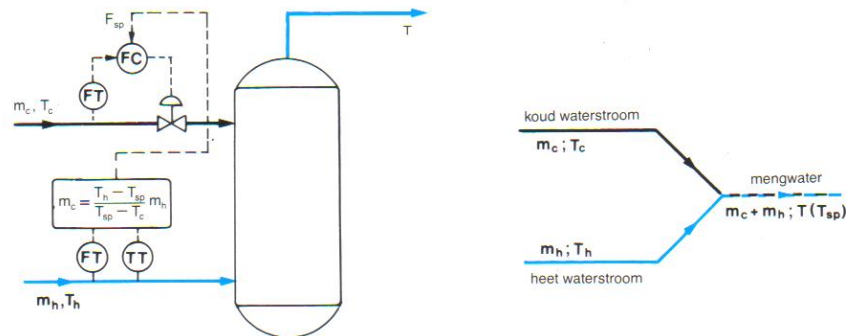 F_sp
FC
T
FT
m_c, T_c
m_c = (T_h − T_sp)/(T_sp − T_c) m_h
FT
TT
m_h, T_h
koud waterstroom
m_c ; T_c
mengwater
m_c + m_h ; T (T_sp)
m_h ; T_h
heet waterstroom